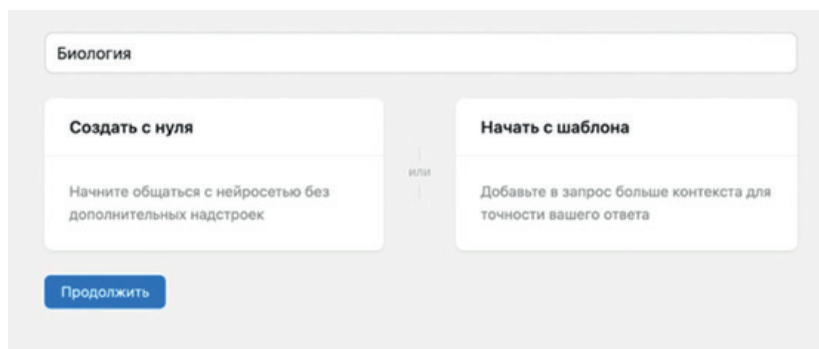 Биология
Создать с нуля
Начните общаться с нейросетью без
дополнительных надстроек
или
Начать с шаблона
Добавьте в запрос больше контекста для
точности вашего ответа
Продолжить